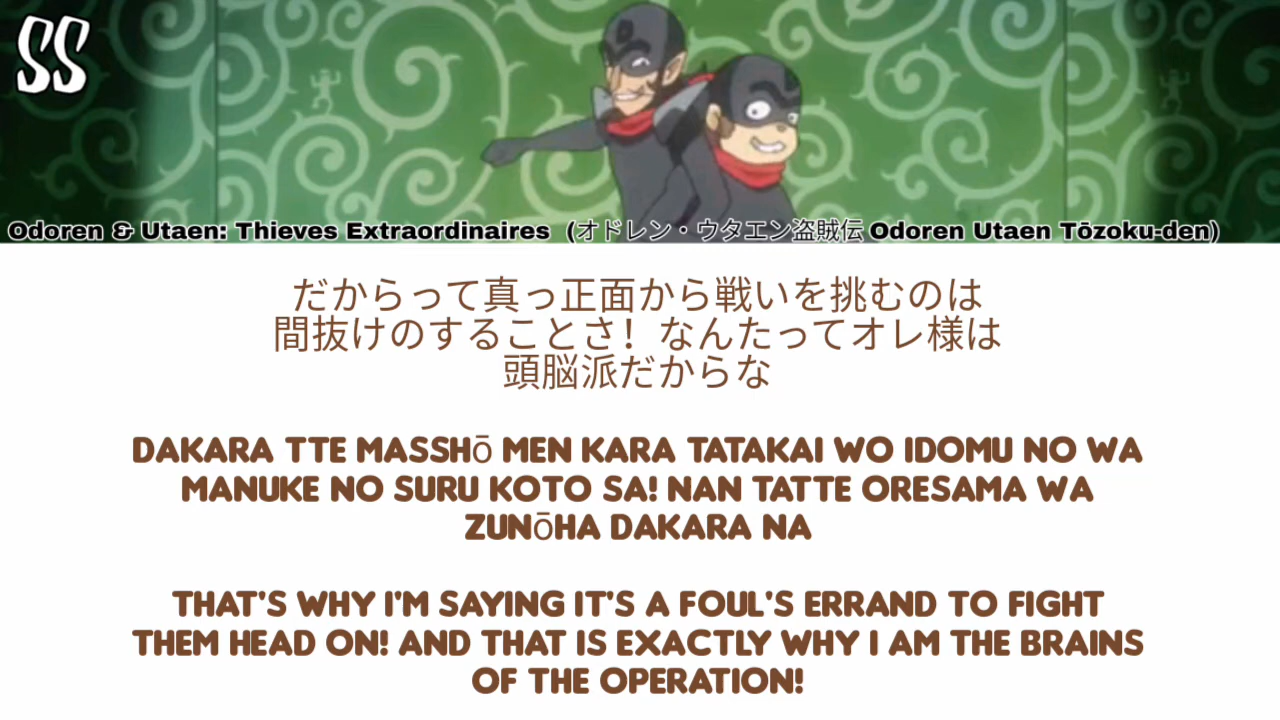 SS
Odoren & Utaen: Thieves Extraordinaires (オドレン・ウタエン盗賊伝 Odoren Utaen Tōzoku-den)
だからって真っ正面から戦いを挑むのは
間抜けのすることさ！なんたってオレ様は
頭脳派だからな
DAKARA TTE MASSHŌ MEN KARA TATAKAI WO IDOMU NO WA
MANUKE NO SURU KOTO SA! NAN TATTE ORESAMA WA
ZUNŌHA DAKARA NA
THAT'S WHY I'M SAYING IT'S A FOUL'S ERRAND TO FIGHT
THEM HEAD ON! AND THAT IS EXACTLY WHY I AM THE BRAINS
OF THE OPERATION!